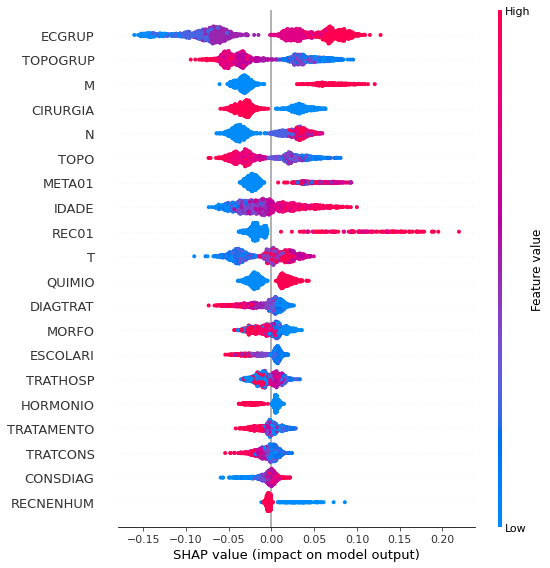 High
ECGRUP
TOPOGRUP
M
CIRURGIA
N
TOPO
META01
IDADE
REC01
T
QUIMIO
DIAGTRAT
MORFO
ESCOLARI
TRATHOSP
HORMONIO
TRATAMENTO
TRATCONS
CONSDIAG
RECNENHUM
Feature value
Low
−0.15 −0.10 −0.05 0.00 0.05 0.10 0.15 0.20
SHAP value (impact on model output)